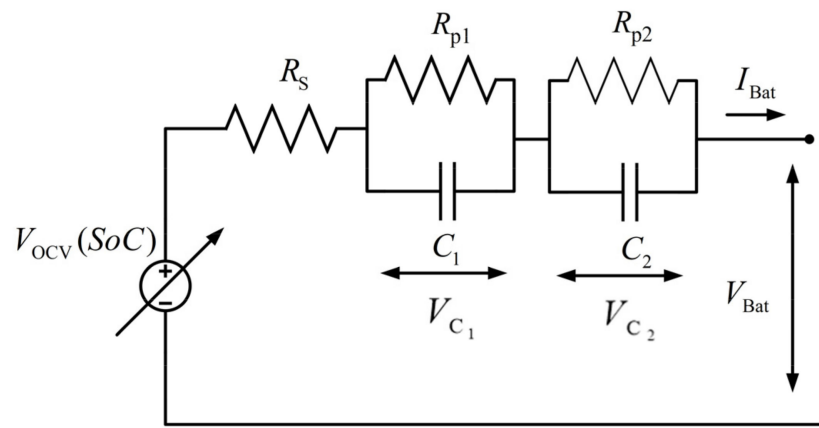 R_p1
R_p2
R_S
I_Bat
V_OCV (SoC)
+
−
C_1
C_2
V_C_1
V_C_2
V_Bat